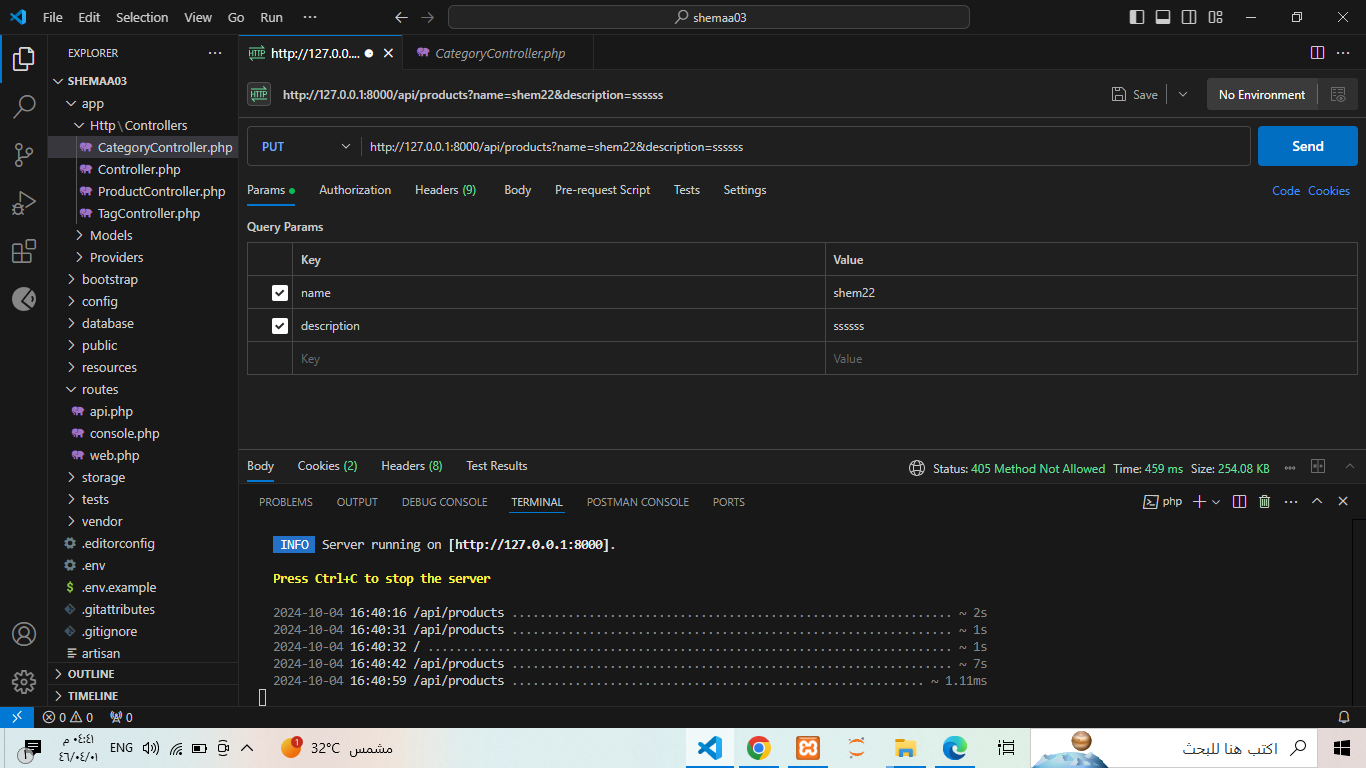 File Edit Selection View Go Run ··· shemaa03
EXPLORER ···
SHEMAA03
app
Http\Controllers
CategoryController.php
Controller.php
ProductController.php
TagController.php
Models
Providers
bootstrap
config
database
public
resources
routes
api.php
console.php
web.php
storage
tests
vendor
.editorconfig
.env
$ .env.example
.gitattributes
.gitignore
artisan
OUTLINE
TIMELINE
HTTP http://127.0.0.... CategoryController.php
HTTP http://127.0.0.1:8000/api/products?name=shem22&description=ssssss Save No Environment
PUT http://127.0.0.1:8000/api/products?name=shem22&description=ssssss Send
Params Authorization Headers (9) Body Pre-request Script Tests Settings Code Cookies
Query Params
Key Value
name shem22
description ssssss
Key Value
Body Cookies (2) Headers (8) Test Results Status: 405 Method Not Allowed Time: 459 ms Size: 254.08 KB
PROBLEMS OUTPUT DEBUG CONSOLE TERMINAL POSTMAN CONSOLE PORTS php
INFO Server running on [http://127.0.0.1:8000].
Press Ctrl+C to stop the server
2024-10-04 16:40:16 /api/products ............................................................... ~ 2s
2024-10-04 16:40:31 /api/products ............................................................... ~ 1s
2024-10-04 16:40:32 / ........................................................................... ~ 1s
2024-10-04 16:40:42 /api/products ............................................................... ~ 7s
2024-10-04 16:40:59 /api/products ........................................................... ~ 1.11ms
0 0 0
1 ٠٤:٤١ م
٤٦/٠٤/٠١
ENG 1 32°C مشمس
اكتب هنا للبحث